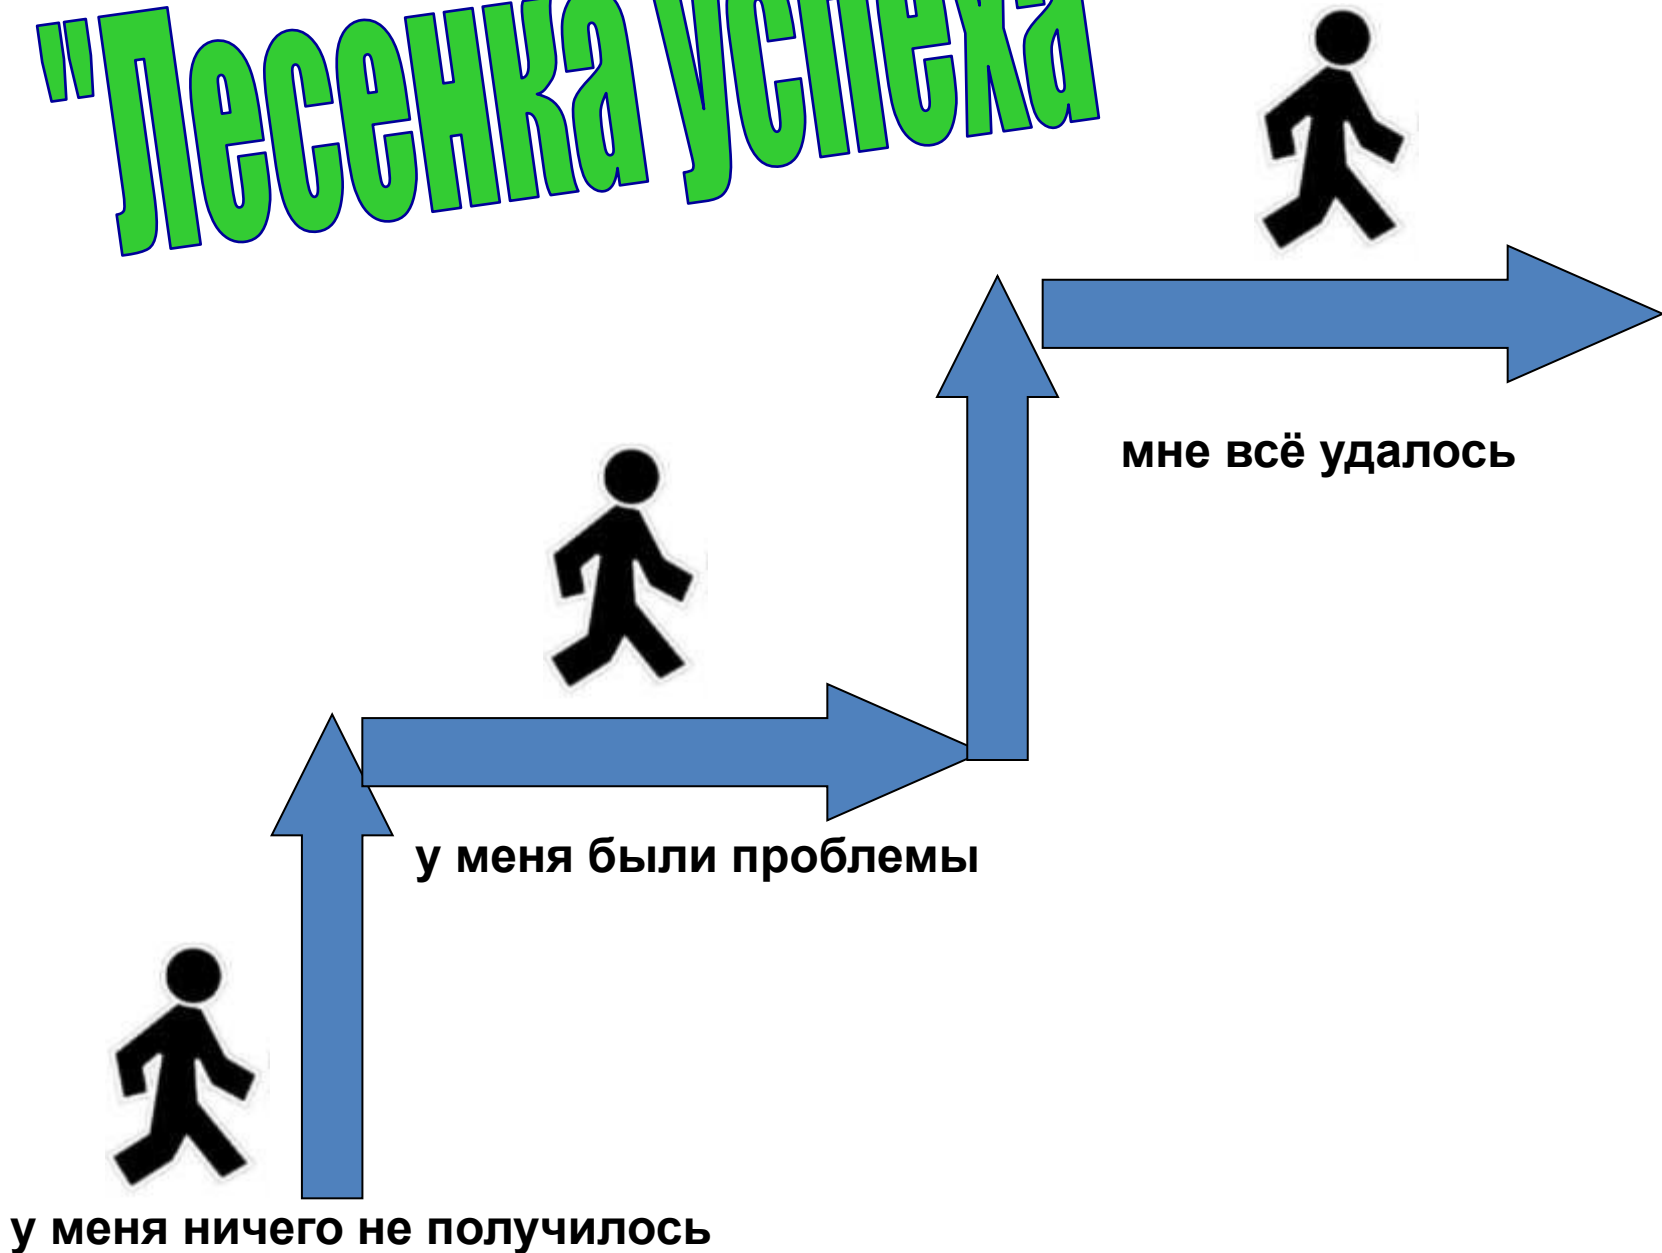 "Лесенка успеха
мне всё удалось
у меня были проблемы
у меня ничего не получилось